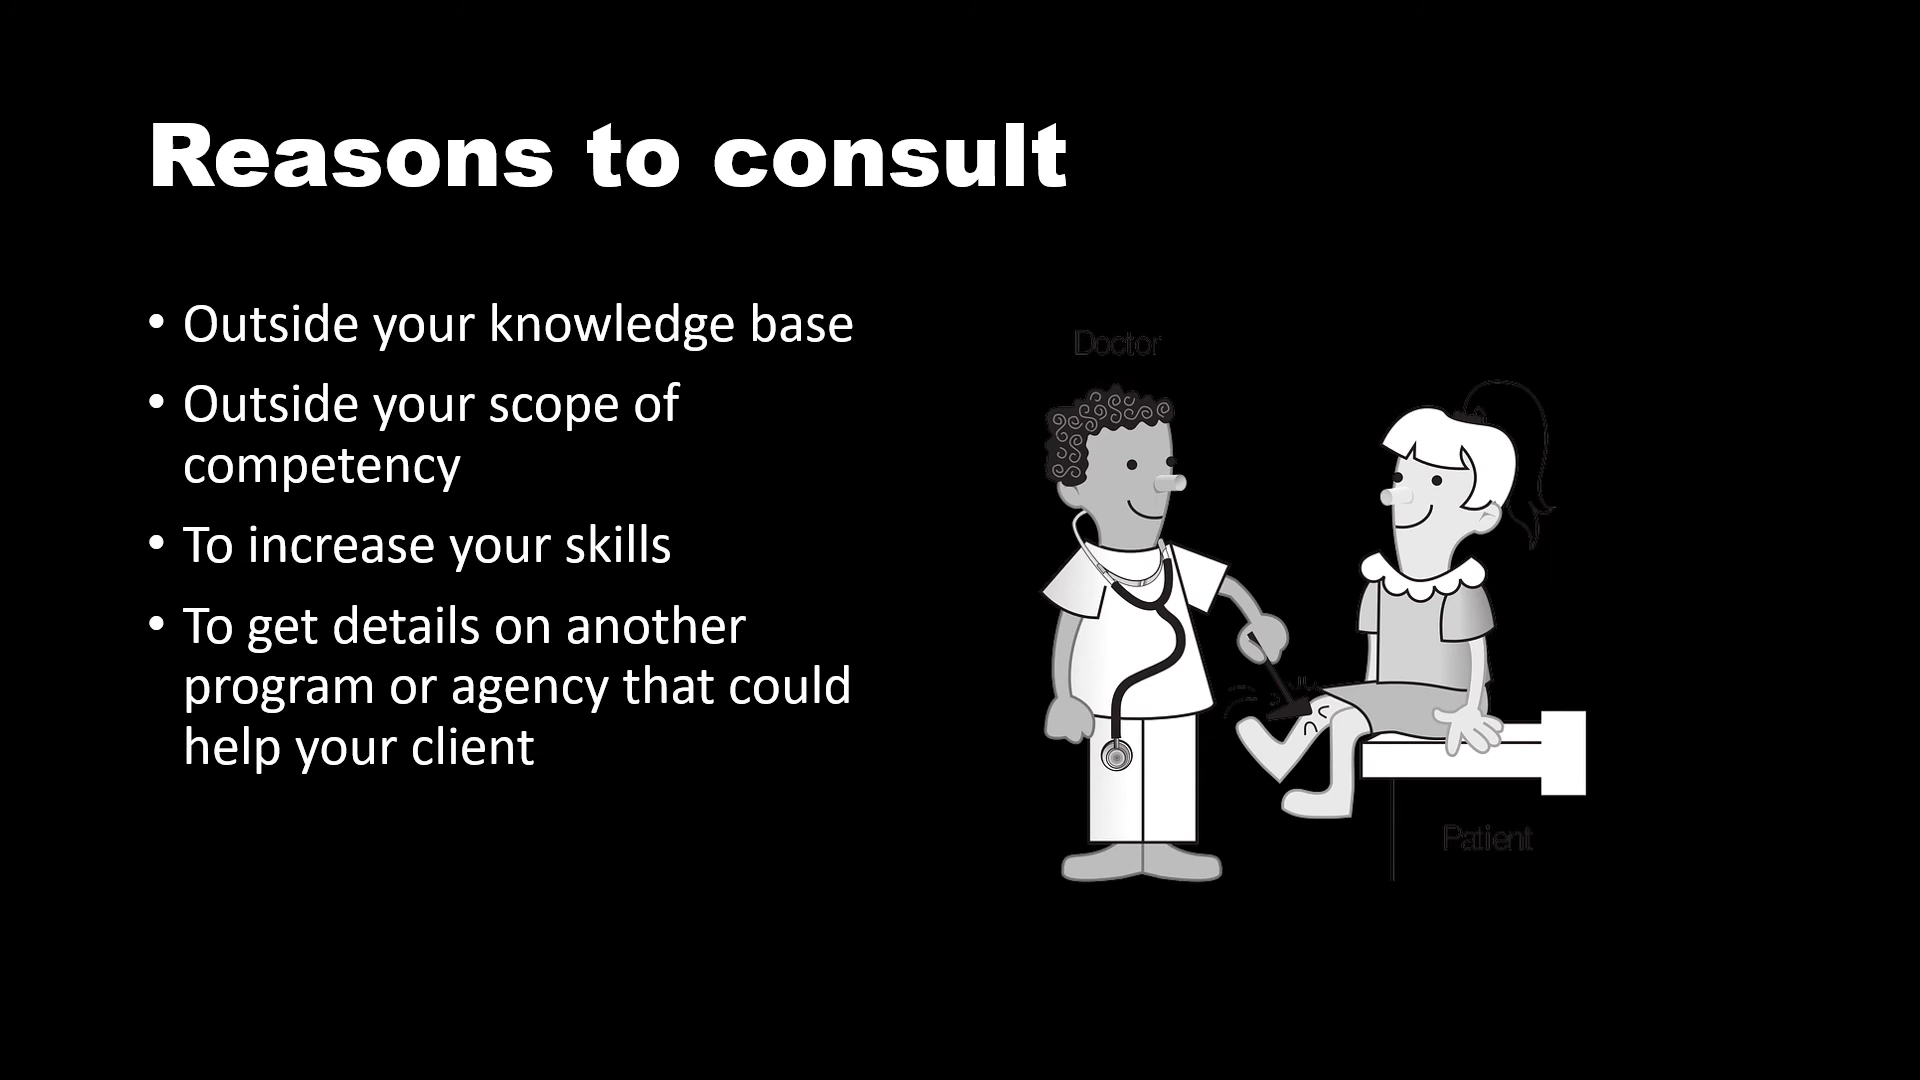 Reasons to consult
• Outside your knowledge base
• Outside your scope of
competency
• To increase your skills
• To get details on another
program or agency that could
help your client
Doctor
Patient